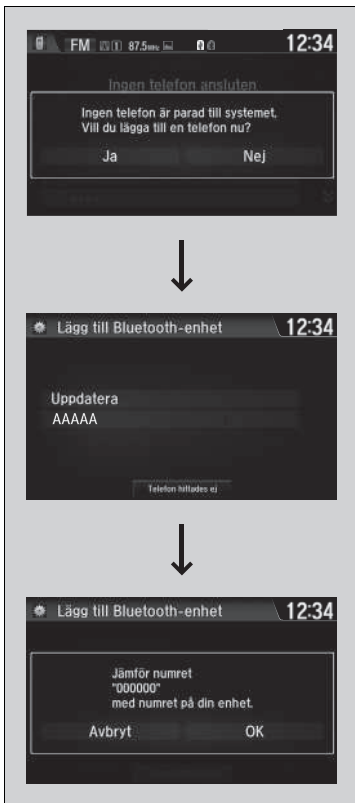 FM 87.5MHz 12:34
Ingen telefon ansluten
Ingen telefon är parad till systemet.
Vill du lägga till en telefon nu?
Ja Nej
Lägg till Bluetooth-enhet 12:34
Uppdatera
AAAAA
Telefon hittades ej
Lägg till Bluetooth-enhet 12:34
Jämför numret
"000000"
med numret på din enhet.
Avbryt OK